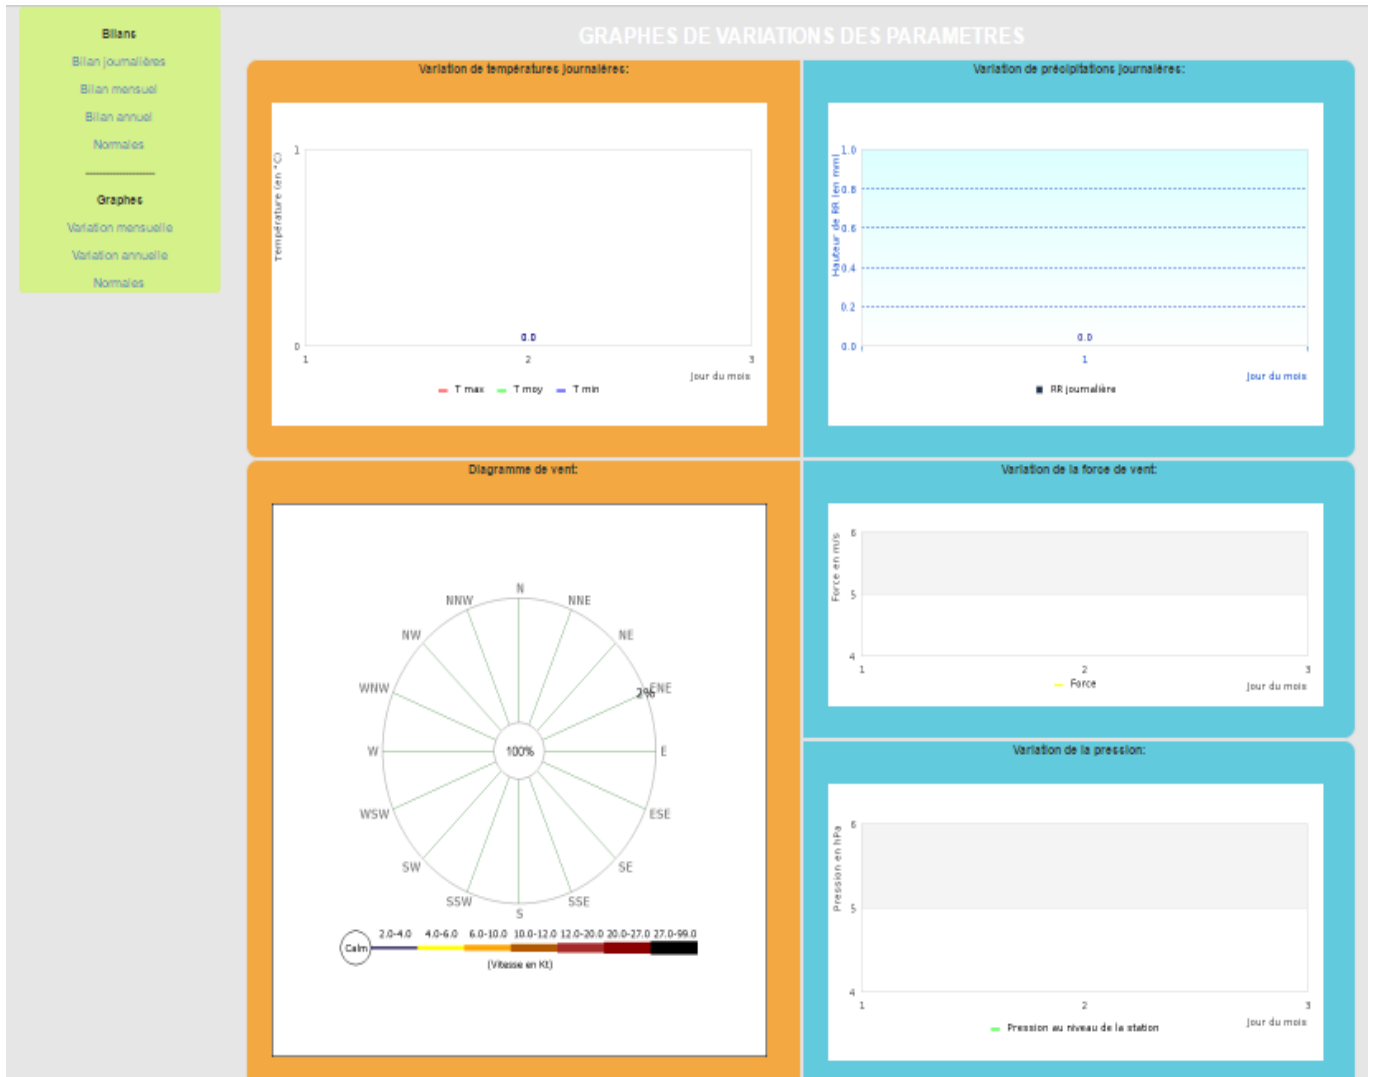 Bilans
Bilan journalières
Bilan mensuel
Bilan annuel
Normales
Graphes
Variation mensuelle
Variation annuelle
Normales
GRAPHES DE VARIATIONS DES PARAMETRES
Variation de températures journalères:
Température (en °C)
1
0
0.0
1 2 3
Jour du mois
T max T moy T min
Variation de précipitations journalères:
Hauteur de RR (en mm)
1.0
0.8
0.6
0.4
0.2
0.0
0.0
1
Jour du mois
RR journalière
Diagramme de vent:
N
NNW NNE
NW NE
WNW ENE
2%
W 100% E
WSW ESE
SW SE
SSW SSE
S
Calm 2.0-4.0 4.0-6.0 6.0-10.0 10.0-12.0 12.0-20.0 20.0-27.0 27.0-99.0
(Vitesse en Kt)
Variation de la force de vent:
Force en m/s
6
5
4
1 2 3
Force
Jour du mois
Variation de la pression:
Pression en hPa
6
5
4
1 2 3
Jour du mois
Pression au niveau de la station